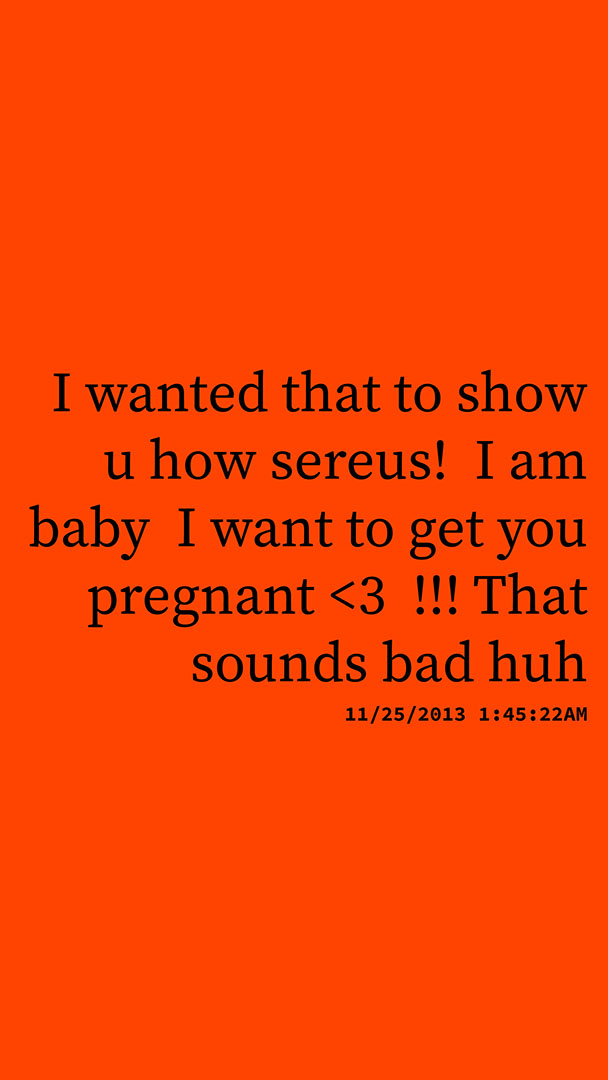 I wanted that to show
u how sereus!  I am
baby  I want to get you
pregnant <3  !!! That
sounds bad huh
11/25/2013 1:45:22AM